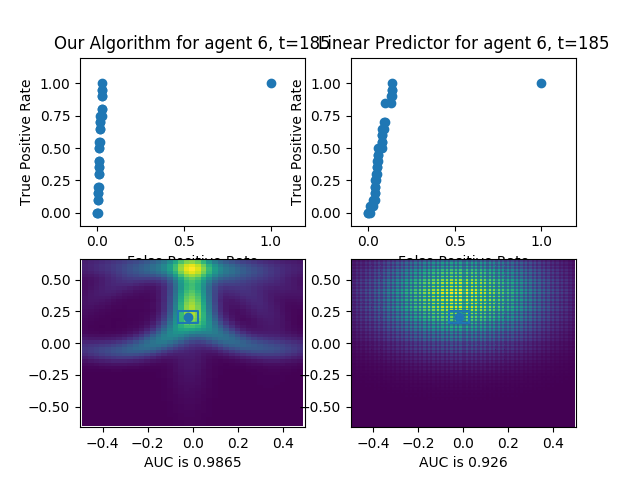 Our Algorithm for agent 6, t=185
Linear Predictor for agent 6, t=185
True Positive Rate
1.00
0.75
0.50
0.25
0.00
0.0 0.5 1.0
False Positive Rate
True Positive Rate
1.00
0.75
0.50
0.25
0.00
0.0 0.5 1.0
False Positive Rate
0.50
0.25
0.00
−0.25
−0.50
−0.4 −0.2 0.0 0.2 0.4
AUC is 0.9865
0.50
0.25
0.00
−0.25
−0.50
−0.4 −0.2 0.0 0.2 0.4
AUC is 0.926